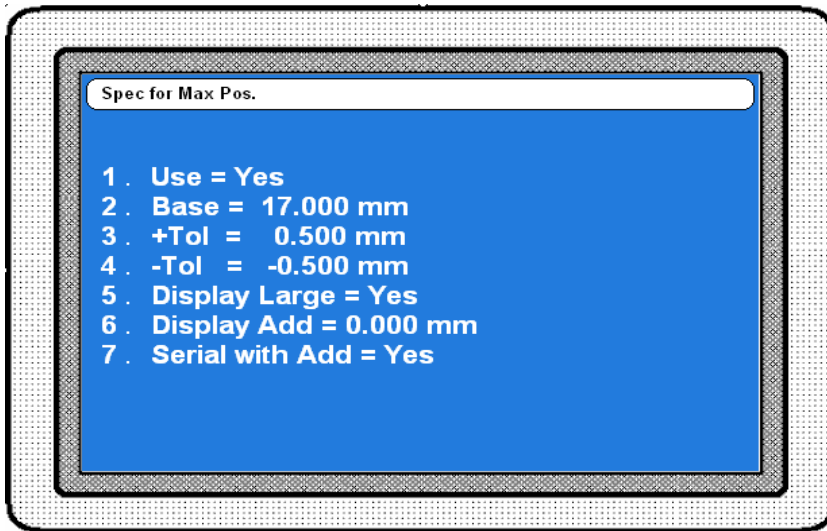 Spec for Max Pos.
1 . Use = Yes
2 . Base = 17.000 mm
3 . +Tol = 0.500 mm
4 . -Tol = -0.500 mm
5 . Display Large = Yes
6 . Display Add = 0.000 mm
7 . Serial with Add = Yes